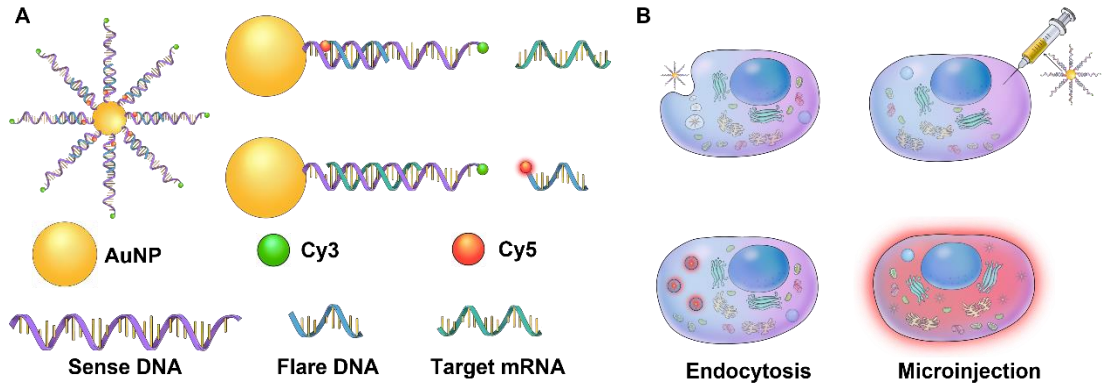 A
B
AuNP
Cy3
Cy5
Sense DNA
Flare DNA
Target mRNA
Endocytosis
Microinjection